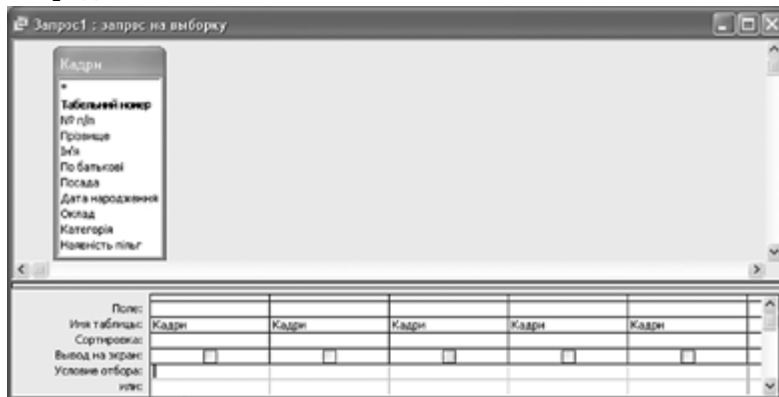 Запрос1 : запрос на выборку
Кадри
*
Табельний номер
№ п/п
Прізвище
Ім'я
По батькові
Посада
Дата народження
Оклад
Категорія
Наявність пільг
Поле:
Имя таблицы: Кадри Кадри Кадри Кадри Кадри
Сортировка:
Вывод на экран:
Условие отбора:
или: